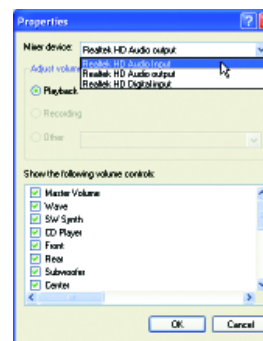 Properties
Mixer device: Realtek HD Audio output
Realtek HD Audio Input
Realtek HD Audio output
Realtek HD Digital input
Adjust volum
Playback
Recording
Other
Show the following volume controls:
Master Volume
Wave
SW Synth
CD Player
Front
Rear
Subwoofer
Center
OK
Cancel